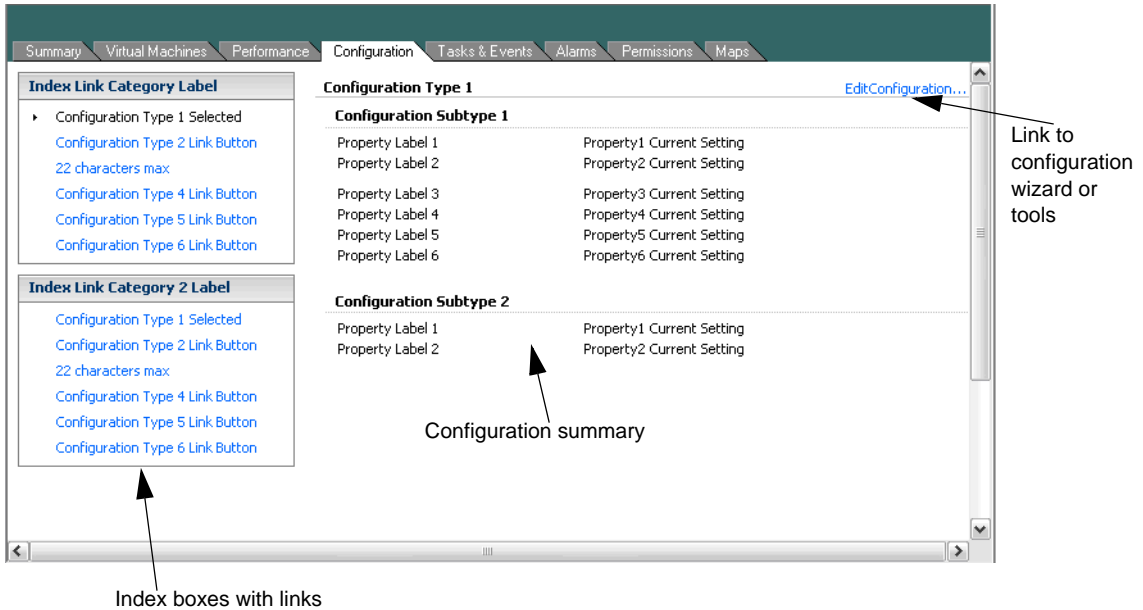 Summary Virtual Machines Performance Configuration Tasks & Events Alarms Permissions Maps
Index Link Category Label
Configuration Type 1 Selected
Configuration Type 2 Link Button
22 characters max
Configuration Type 4 Link Button
Configuration Type 5 Link Button
Configuration Type 6 Link Button
Index Link Category 2 Label
Configuration Type 1 Selected
Configuration Type 2 Link Button
22 characters max
Configuration Type 4 Link Button
Configuration Type 5 Link Button
Configuration Type 6 Link Button
Configuration Type 1 EditConfiguration...
Configuration Subtype 1
Property Label 1 Property1 Current Setting
Property Label 2 Property2 Current Setting
Property Label 3 Property3 Current Setting
Property Label 4 Property4 Current Setting
Property Label 5 Property5 Current Setting
Property Label 6 Property6 Current Setting
Configuration Subtype 2
Property Label 1 Property1 Current Setting
Property Label 2 Property2 Current Setting
Configuration summary
Link to
configuration
wizard or
tools
Index boxes with links